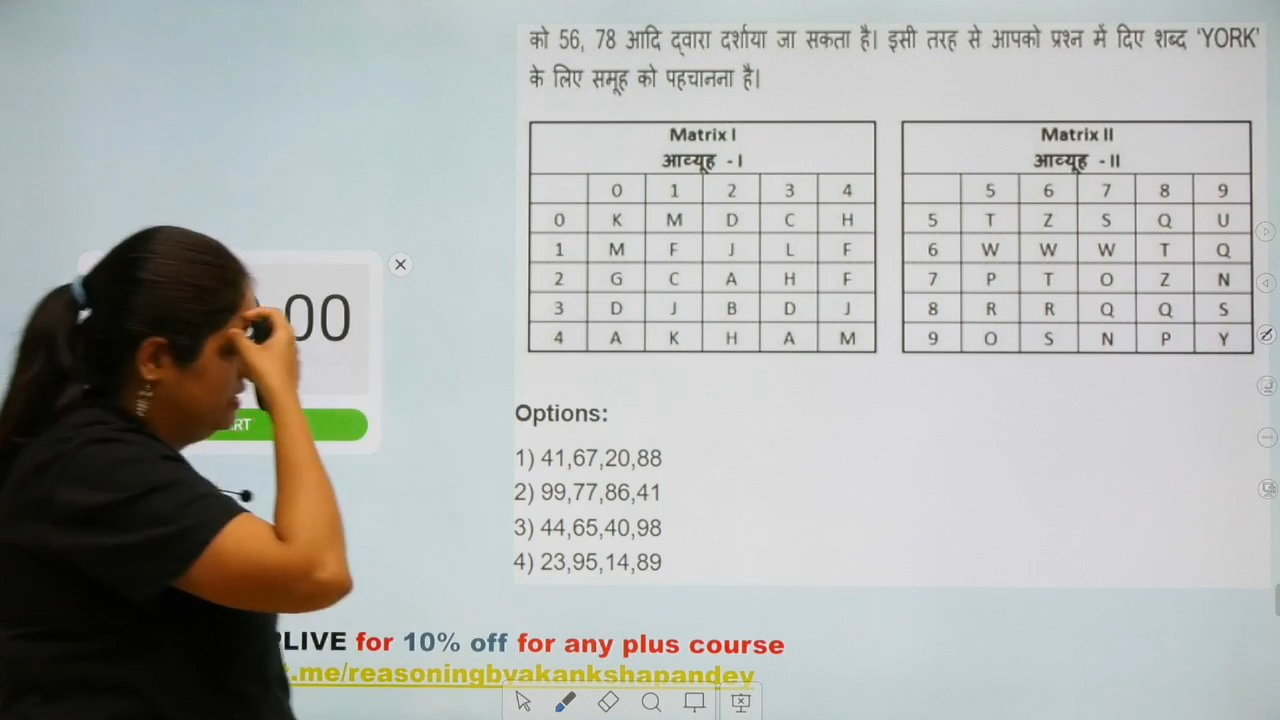 को 56, 78 आदि द्वारा दर्शाया जा सकता है। इसी तरह से आपको प्रश्न में दिए शब्द ‘YORK’
के लिए समूह को पहचानना है।
Matrix I
आव्यूह - I
0 1 2 3 4
0 K M D C H
1 M F J L F
2 G C A H F
3 D J B D J
4 A K H A M
Matrix II
आव्यूह - II
5 6 7 8 9
5 T Z S Q U
6 W W W T Q
7 P T O Z N
8 R R Q Q S
9 O S N P Y
00
Options:
1) 41,67,20,88
2) 99,77,86,41
3) 44,65,40,98
4) 23,95,14,89
for 10% off for any plus course
.me/reasoningbyakankshapandey